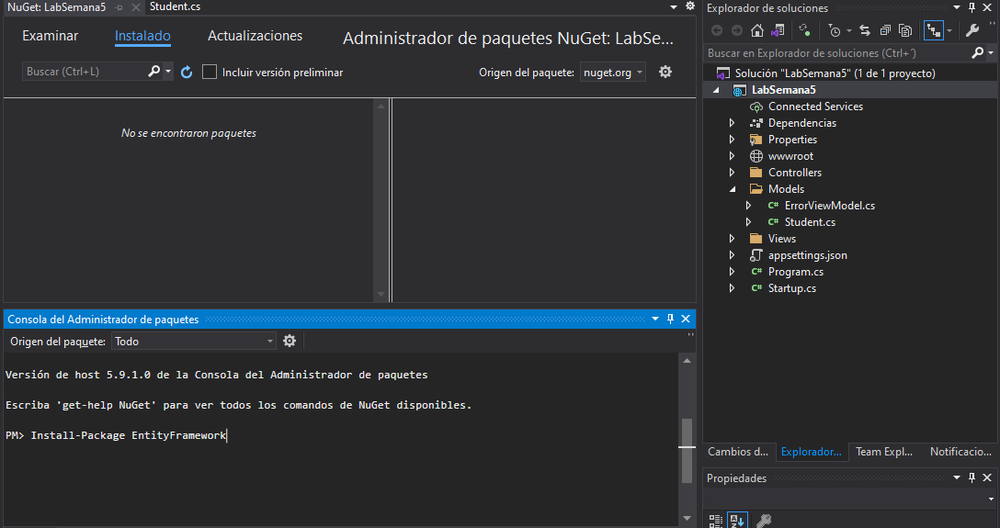 NuGet: LabSemana5
Student.cs
Examinar
Instalado
Actualizaciones
Administrador de paquetes NuGet: LabSe...
Buscar (Ctrl+L)
Incluir versión preliminar
Origen del paquete:
nuget.org
No se encontraron paquetes
Consola del Administrador de paquetes
Origen del paquete:
Todo
Versión de host 5.9.1.0 de la Consola del Administrador de paquetes
Escriba 'get-help NuGet' para ver todos los comandos de NuGet disponibles.
PM> Install-Package EntityFramework
Explorador de soluciones
Buscar en Explorador de soluciones (Ctrl+´)
Solución "LabSemana5" (1 de 1 proyecto)
LabSemana5
Connected Services
Dependencias
Properties
wwwroot
Controllers
Models
C# ErrorViewModel.cs
C# Student.cs
Views
appsettings.json
C# Program.cs
C# Startup.cs
Cambios d...
Explorador...
Team Expl...
Notificacio...
Propiedades